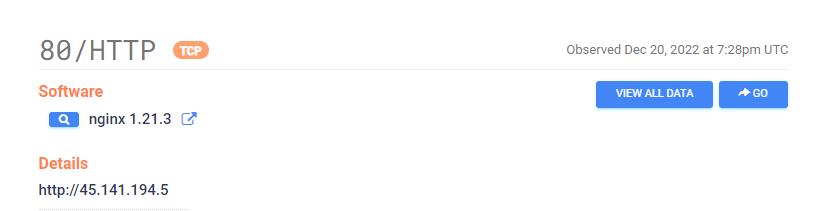 80/HTTP TCP
Observed Dec 20, 2022 at 7:28pm UTC
Software
VIEW ALL DATA
GO
nginx 1.21.3
Details
http://45.141.194.5